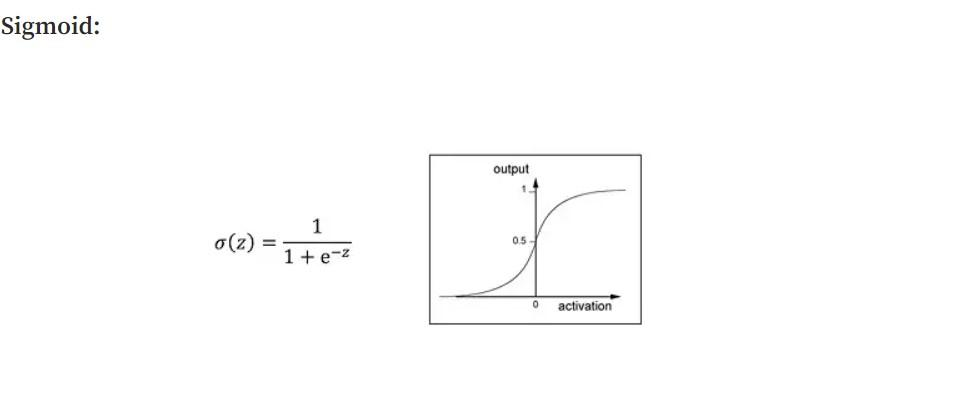 Sigmoid:
σ(z) = 1 / 1 + e⁻ᶻ
output
1
0.5
0
activation